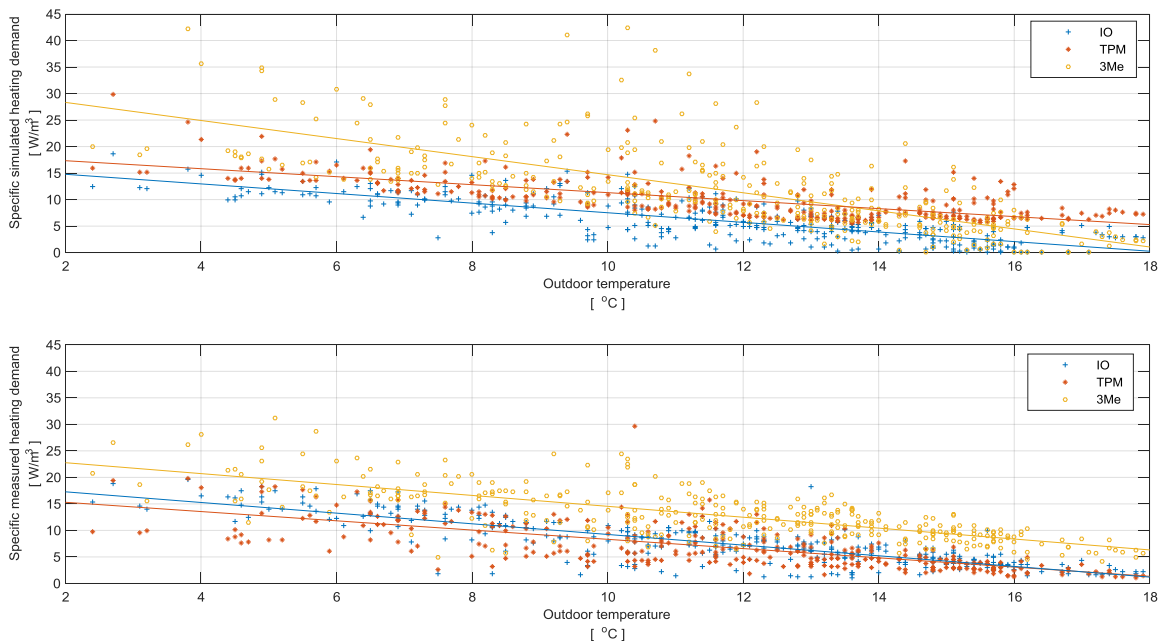 Specific simulated heating demand
[ W/m³ ]
45
40
35
30
25
20
15
10
5
0
2
4
6
8
10
12
14
16
18
Outdoor temperature
[ °C]
IO
TPM
3Me
Specific measured heating demand
[ W/m³ ]
45
40
35
30
25
20
15
10
5
0
2
4
6
8
10
12
14
16
18
Outdoor temperature
[ °C]
IO
TPM
3Me